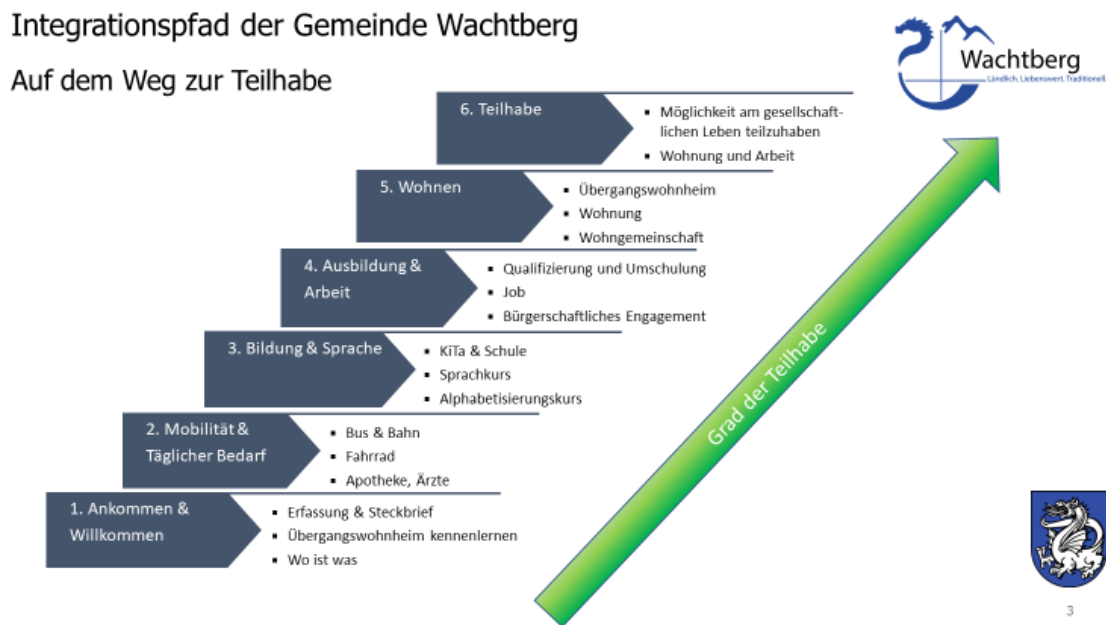 Integrationspfad der Gemeinde Wachtberg
Auf dem Weg zur Teilhabe
Wachtberg
Ländlich. Liebenswert. Traditionell.
6. Teilhabe
▪ Möglichkeit am gesellschaft-
lichen Leben teilzuhaben
▪ Wohnung und Arbeit
5. Wohnen
▪ Übergangswohnheim
▪ Wohnung
▪ Wohngemeinschaft
4. Ausbildung &
Arbeit
▪ Qualifizierung und Umschulung
▪ Job
▪ Bürgerschaftliches Engagement
3. Bildung & Sprache
▪ KiTa & Schule
▪ Sprachkurs
▪ Alphabetisierungskurs
2. Mobilität &
Täglicher Bedarf
▪ Bus & Bahn
▪ Fahrrad
▪ Apotheke, Ärzte
1. Ankommen &
Willkommen
▪ Erfassung & Steckbrief
▪ Übergangswohnheim kennenlernen
▪ Wo ist was
Grad der Teilhabe
3